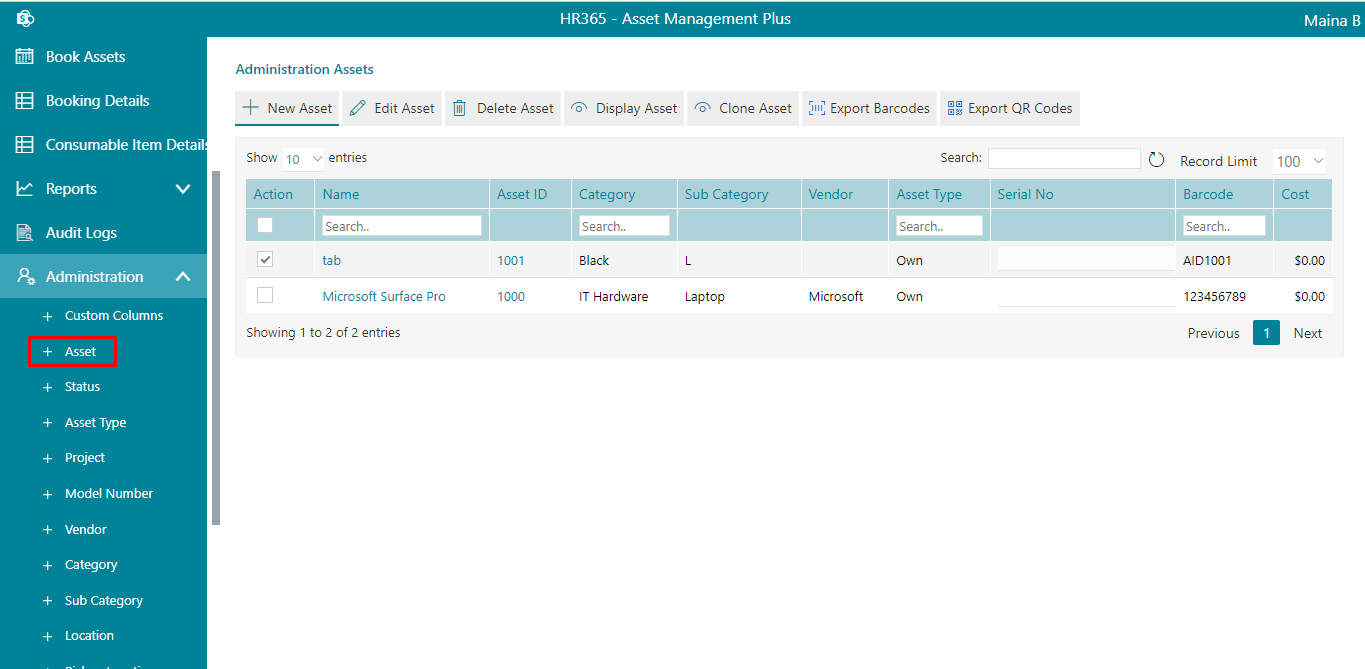 HR365 - Asset Management Plus
Maina B
Book Assets
Booking Details
Consumable Item Details
Reports
Audit Logs
Administration
Custom Columns
Asset
Status
Asset Type
Project
Model Number
Vendor
Category
Sub Category
Location
Administration Assets
New Asset Edit Asset Delete Asset Display Asset Clone Asset Export Barcodes Export QR Codes
Show 10 entries Search: Record Limit 100
Action Name Asset ID Category Sub Category Vendor Asset Type Serial No Barcode Cost
Search.. Search.. Search.. Search..
tab 1001 Black L Own AID1001 $0.00
Microsoft Surface Pro 1000 IT Hardware Laptop Microsoft Own 123456789 $0.00
Showing 1 to 2 of 2 entries Previous 1 Next